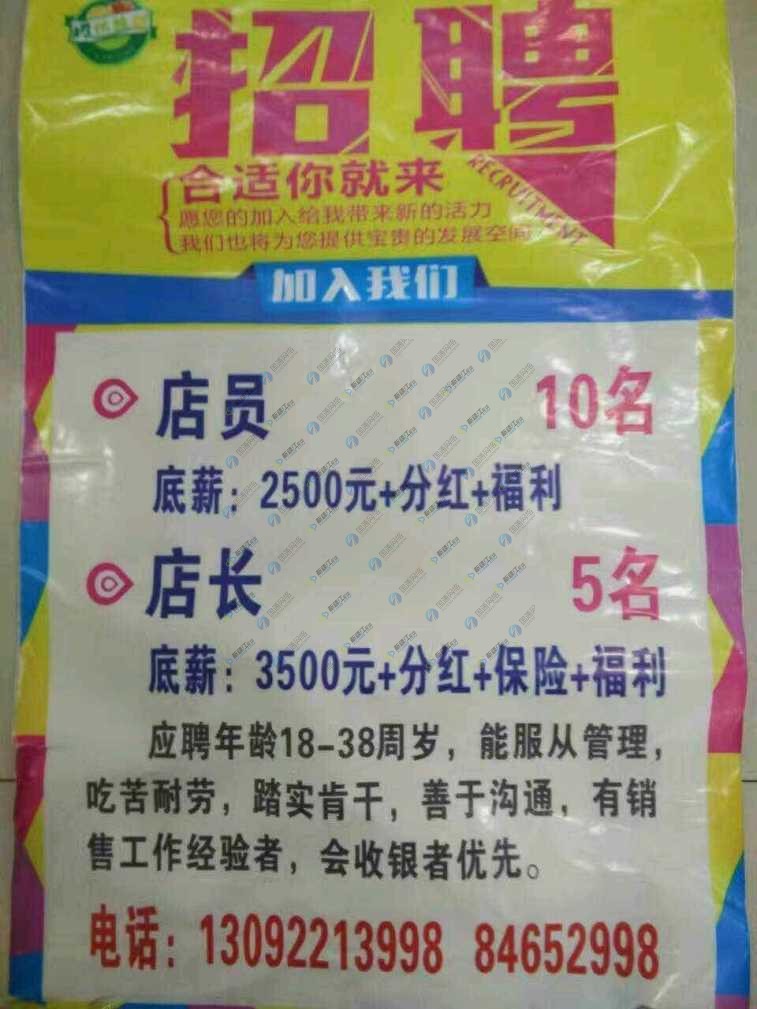 招聘
RECRUITMENT
合适你就来
愿您的加入给我带来新的活力
我们也将为您提供宝贵的发展空间
加入我们
店员 10名
底薪：2500元+分红+福利
店长 5名
底薪：3500元+分红+保险+福利
应聘年龄18-38周岁，能服从管理，
吃苦耐劳，踏实肯干，善于沟通，有销
售工作经验者，会收银者优先。
电话：13092213998 84652998